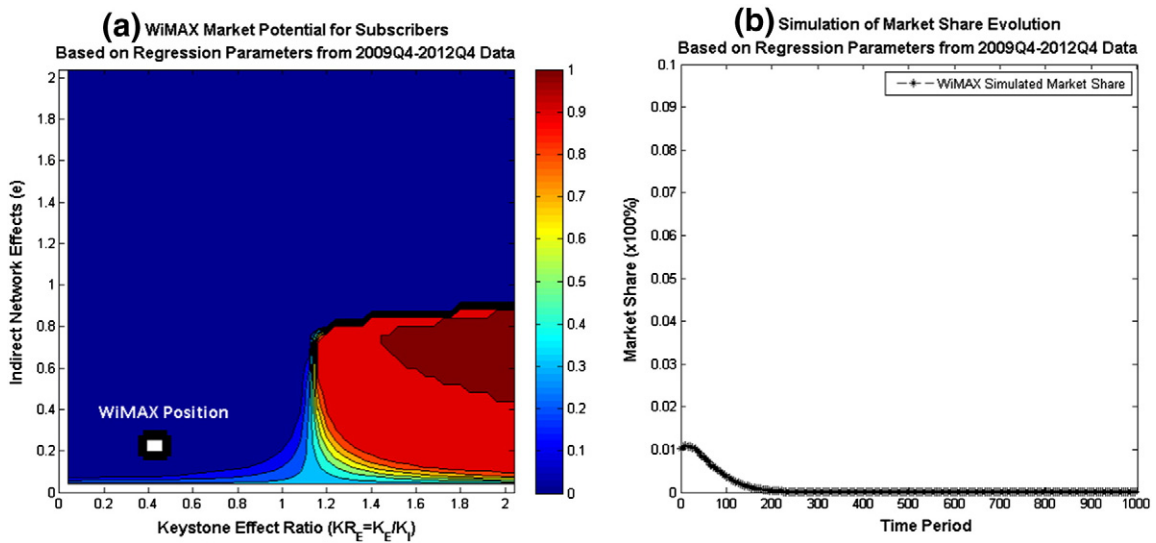 (a) WiMAX Market Potential for Subscribers
Based on Regression Parameters from 2009Q4-2012Q4 Data
2
1.8
1.6
1.4
1.2
1
0.8
0.6
0.4
0.2
0
Indirect Network Effects (e)
WiMAX Position
0 0.2 0.4 0.6 0.8 1 1.2 1.4 1.6 1.8 2
Keystone Effect Ratio (KR_E=K_E/K_I)
1
0.9
0.8
0.7
0.6
0.5
0.4
0.3
0.2
0.1
0
(b) Simulation of Market Share Evolution
Based on Regression Parameters from 2009Q4-2012Q4 Data
WiMAX Simulated Market Share
0.1
0.09
0.08
0.07
0.06
0.05
0.04
0.03
0.02
0.01
0
Market Share (x100%)
0 100 200 300 400 500 600 700 800 900 1000
Time Period